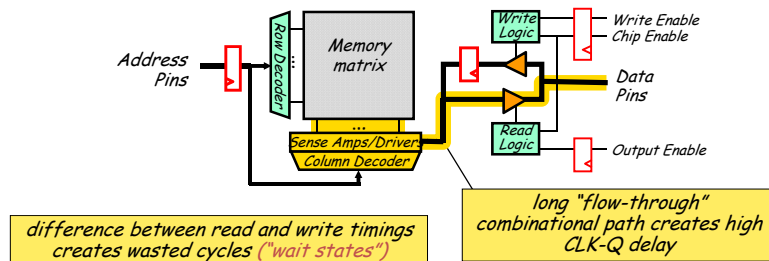 Write Enable
Chip Enable
Write
Logic
Row Decoder
Memory
matrix
...
Address
Pins
Data
Pins
...
Sense Amps/Drivers
Column Decoder
Read
Logic
Output Enable
long "flow-through"
combinational path creates high
CLK-Q delay
difference between read and write timings
creates wasted cycles ("wait states")